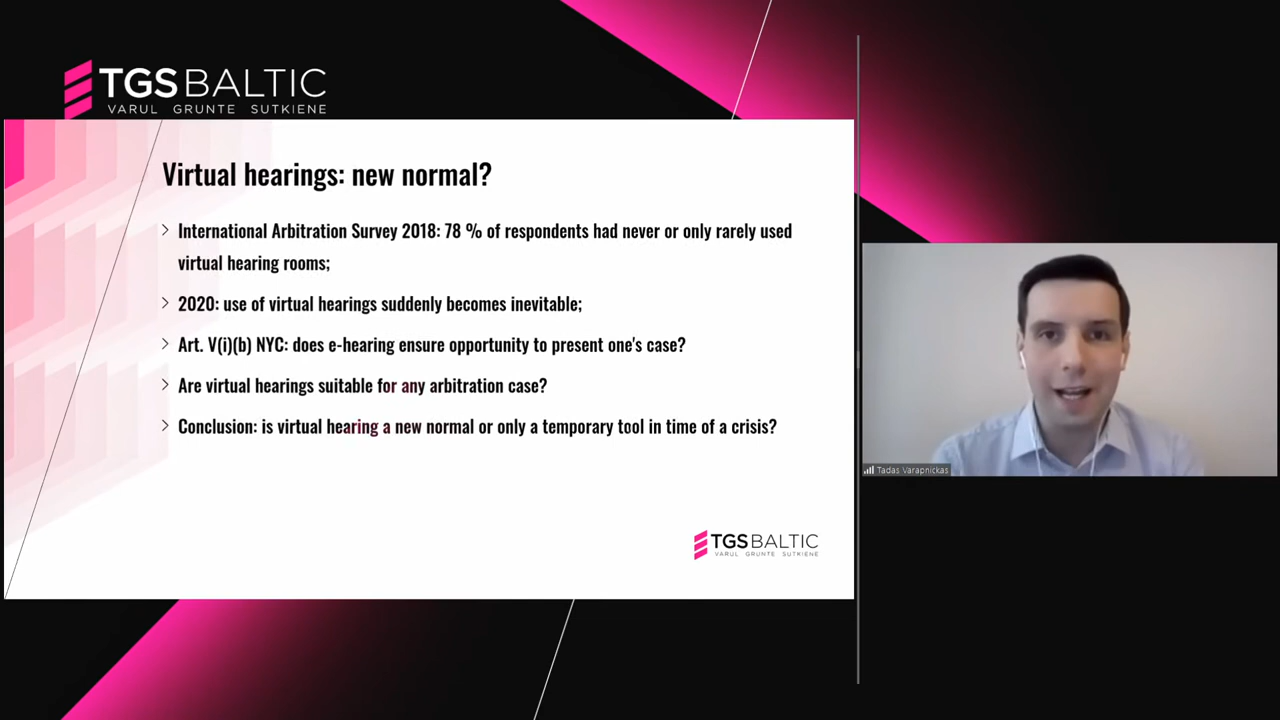 TGS BALTIC
VARUL GRUNTE SUTKIENE
Virtual hearings: new normal?
International Arbitration Survey 2018: 78 % of respondents had never or only rarely used
virtual hearing rooms;
2020: use of virtual hearings suddenly becomes inevitable;
Art. V(i)(b) NYC: does e-hearing ensure opportunity to present one's case?
Are virtual hearings suitable for any arbitration case?
Conclusion: is virtual hearing a new normal or only a temporary tool in time of a crisis?
TGS BALTIC
VARUL GRUNTE SUTKIENE
Tadas Varapnickas